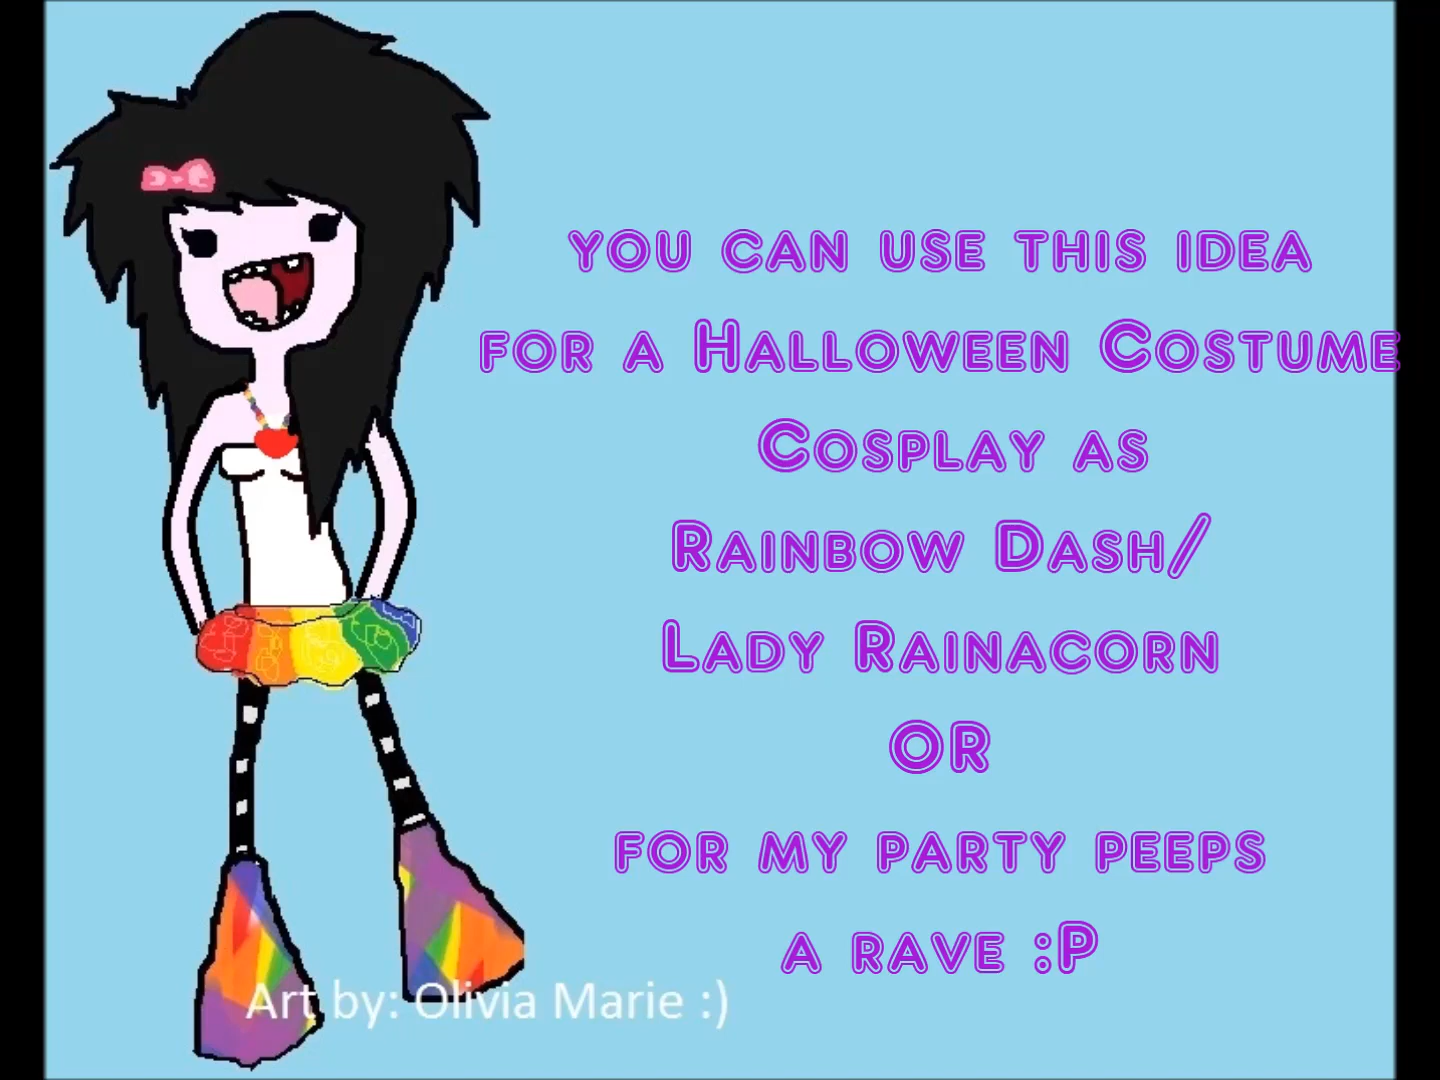 you can use this idea
for a Halloween Costume
Cosplay as
Rainbow Dash/
Lady Rainacorn
OR
for my party peeps
a rave :P
Art by: Olivia Marie :)